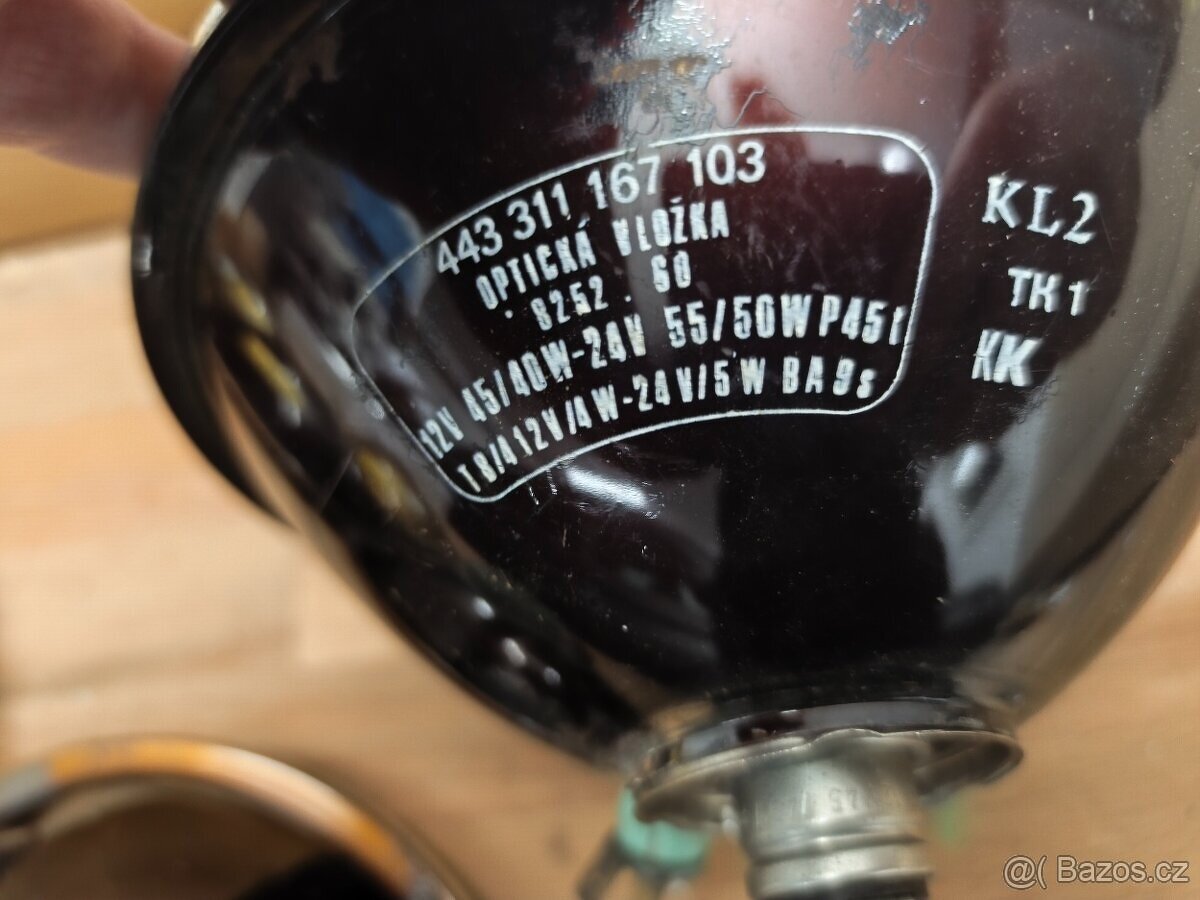 443 311 167 103
OPTICKÁ VLOŽKA
8252 . 60
12V 45/40W-24V 55/50W P45t
T8/4 12V/4W-24V/5W BA9s
KL2
TH1
KK
@( Bazos.cz